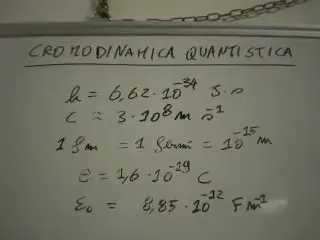 CROMODINAMICA QUANTISTICA
h = 6,62·10⁻³⁴ J·s
c = 3·10⁸ m s⁻¹
1 fm = 1 fermi = 10⁻¹⁵ m
e = 1,6·10⁻¹⁹ C
ε₀ = 8,85·10⁻¹² F m⁻¹